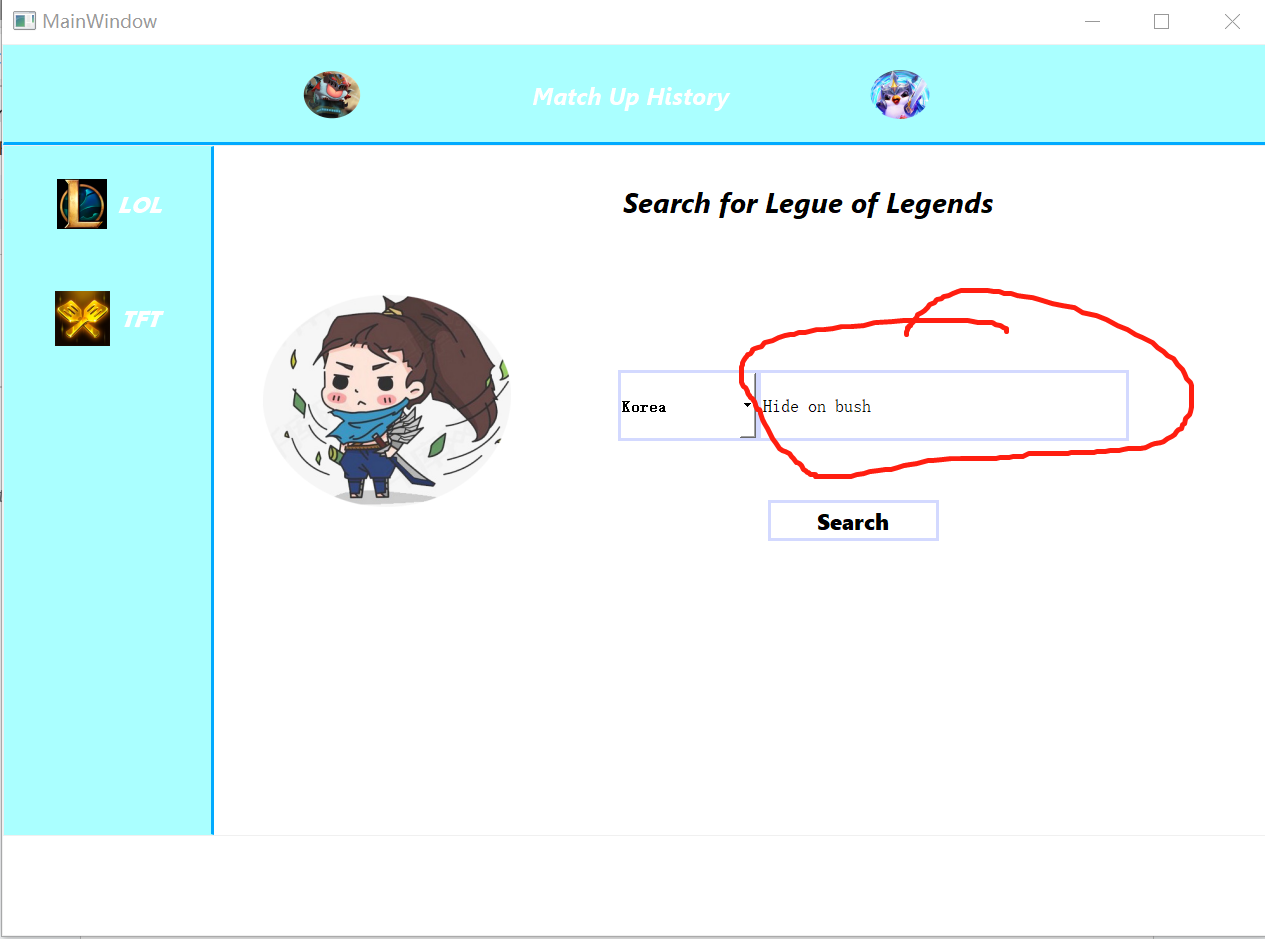 MainWindow
Match Up History
LOL
Search for Legue of Legends
TFT
Korea
Hide on bush
Search